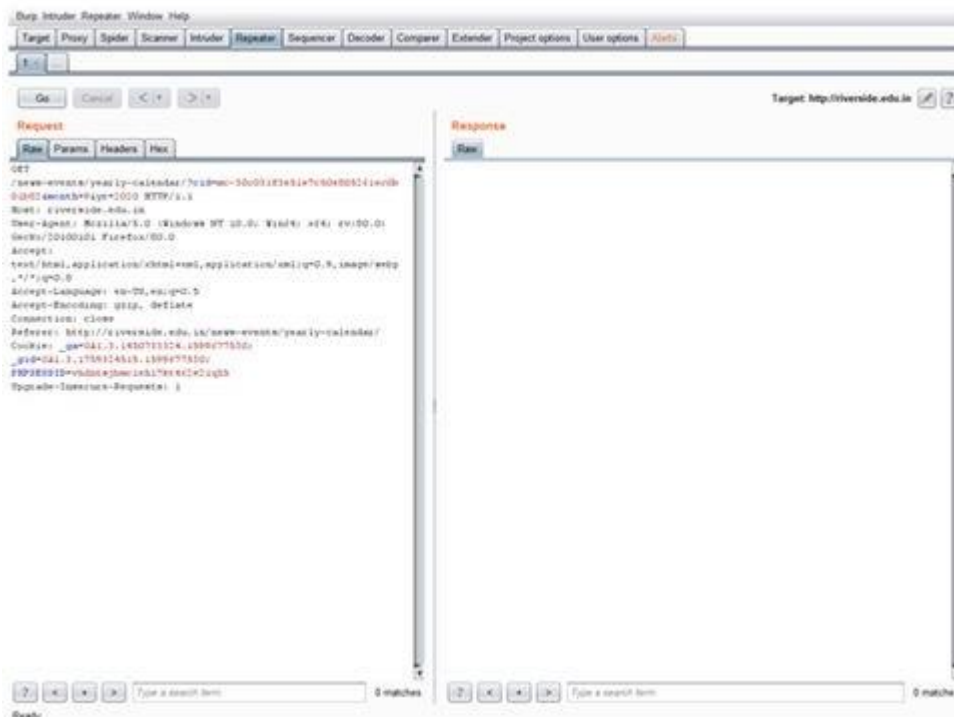 Burp Intruder Repeater Window Help
Target Proxy Spider Scanner Intruder Repeater Sequencer Decoder Comparer Extender Project options User options Alerts
1 × ...
Go Cancel < > Target: http://riverside.edu.in ?
Request Response
Raw Params Headers Hex Raw
GET
/news-events/yearly-calendar/?
HTTP/1.1
Host: riverside.edu.in
User-Agent: Mozilla/5.0 (Windows NT 10.0; Win64; x64; rv:80.0)
Gecko/20100101 Firefox/80.0
Accept:
text/html,application/xhtml+xml,application/xml;q=0.9,image/webp
,*/*;q=0.8
Accept-Language: en-US,en;q=0.5
Accept-Encoding: gzip, deflate
Connection: close
Referer: http://riverside.edu.in/news-events/yearly-calendar/
Cookie:
Upgrade-Insecure-Requests: 1
? < + > Type a search term 0 matches ? < + > Type a search term 0 matche
Ready